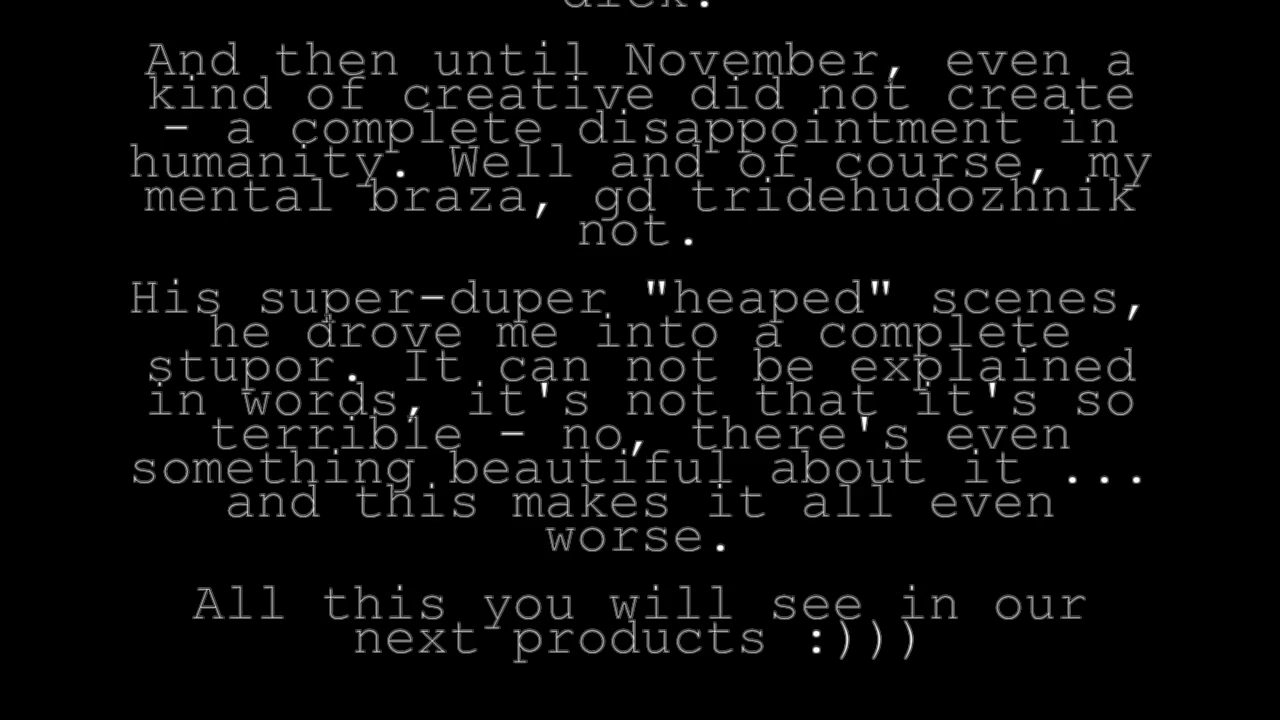 And then until November, even a
kind of creative did not create
- a complete disappointment in
humanity. Well and of course, my
mental braza, gd tridehudozhnik
not.
His super-duper "heaped" scenes,
he drove me into a complete
stupor. It can not be explained
in words, it's not that it's so
terrible - no, there's even
something beautiful about it ...
and this makes it all even
worse.
All this you will see in our
next products :)))